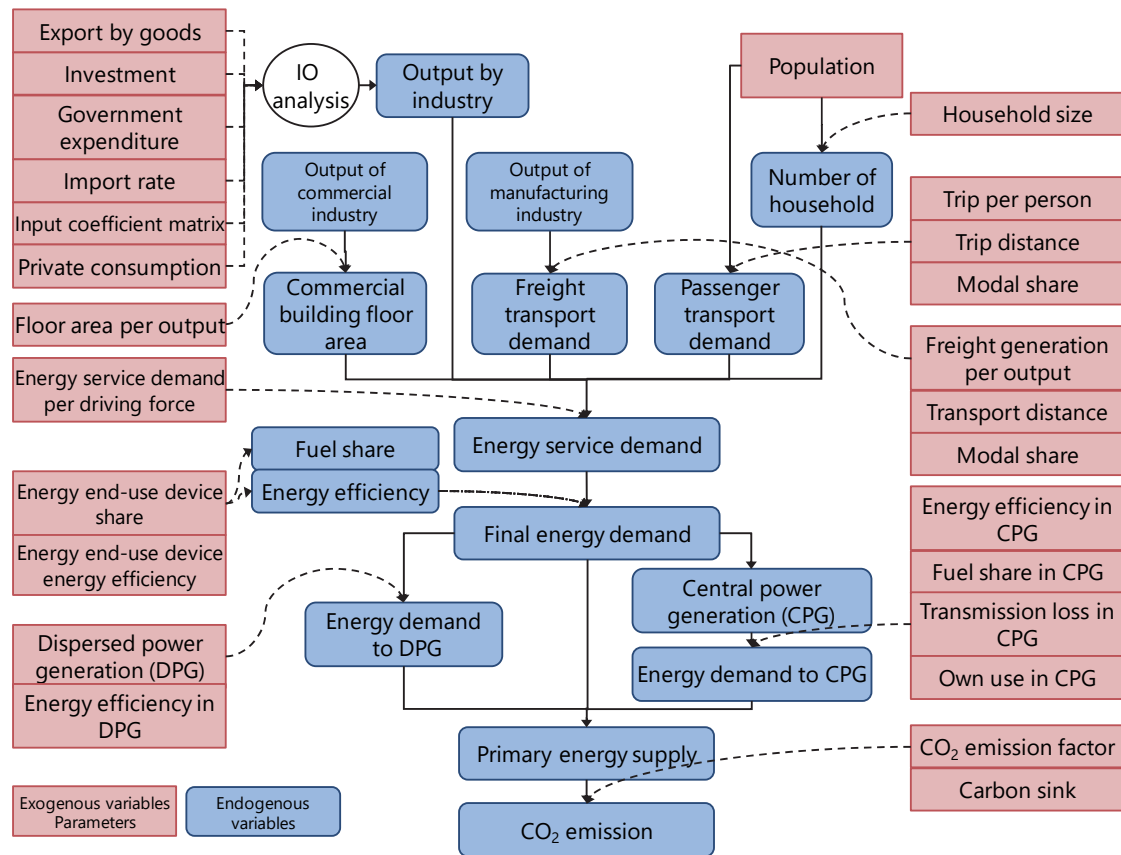 Export by goods
Investment
Government
expenditure
Import rate
Input coefficient matrix
Private consumption
Floor area per output
Energy service demand
per driving force
Energy end-use device
share
Energy end-use device
energy efficiency
Dispersed power
generation (DPG)
Energy efficiency in
DPG
IO
analysis
Output by
industry
Output of
commercial
industry
Output of
manufacturing
industry
Commercial
building floor
area
Freight
transport
demand
Passenger
transport
demand
Population
Number of
household
Household size
Trip per person
Trip distance
Modal share
Freight generation
per output
Transport distance
Modal share
Energy service demand
Fuel share
Energy efficiency
Final energy demand
Energy demand
to DPG
Central power
generation (CPG)
Energy demand to CPG
Energy efficiency in
CPG
Fuel share in CPG
Transmission loss in
CPG
Own use in CPG
Primary energy supply
CO₂ emission
CO₂ emission factor
Carbon sink
Exogenous variables
Parameters
Endogenous
variables